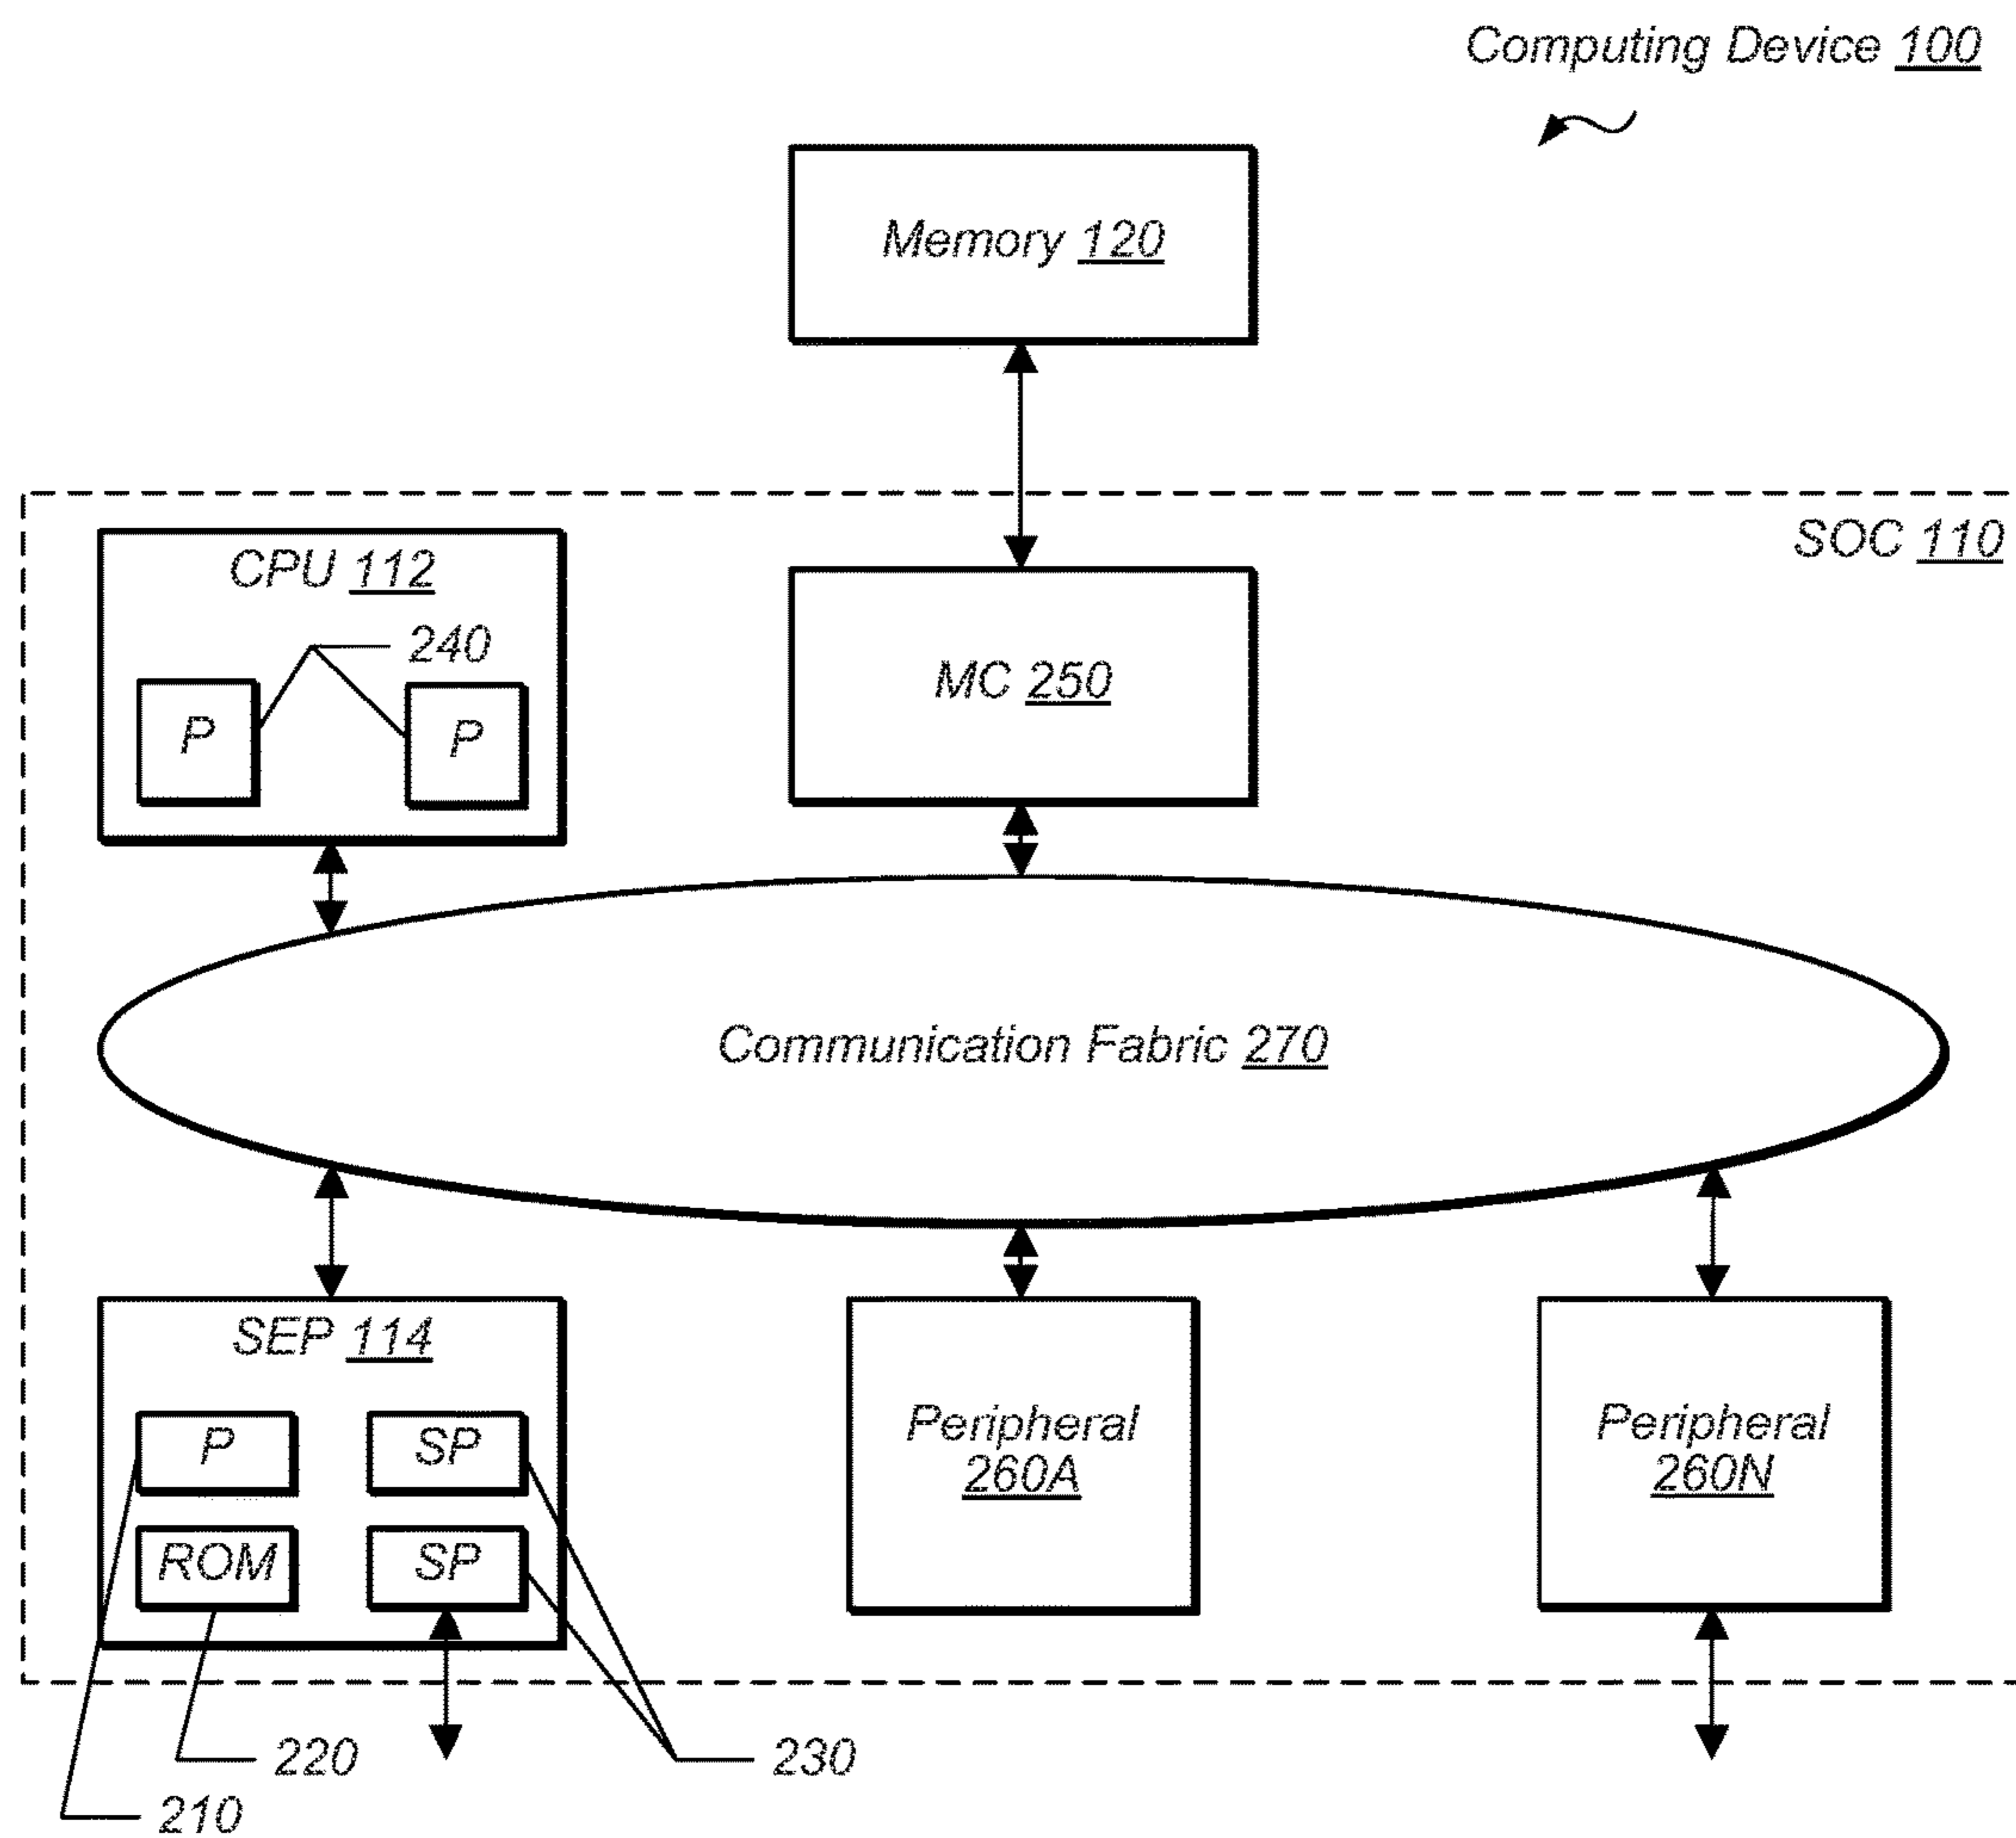 Computing Device 100
Memory 120
SOC 110
CPU 112
240
P
P
MC 250
Communication Fabric 270
SEP 114
P
SP
ROM
SP
Peripheral
260A
Peripheral
260N
220
230
210